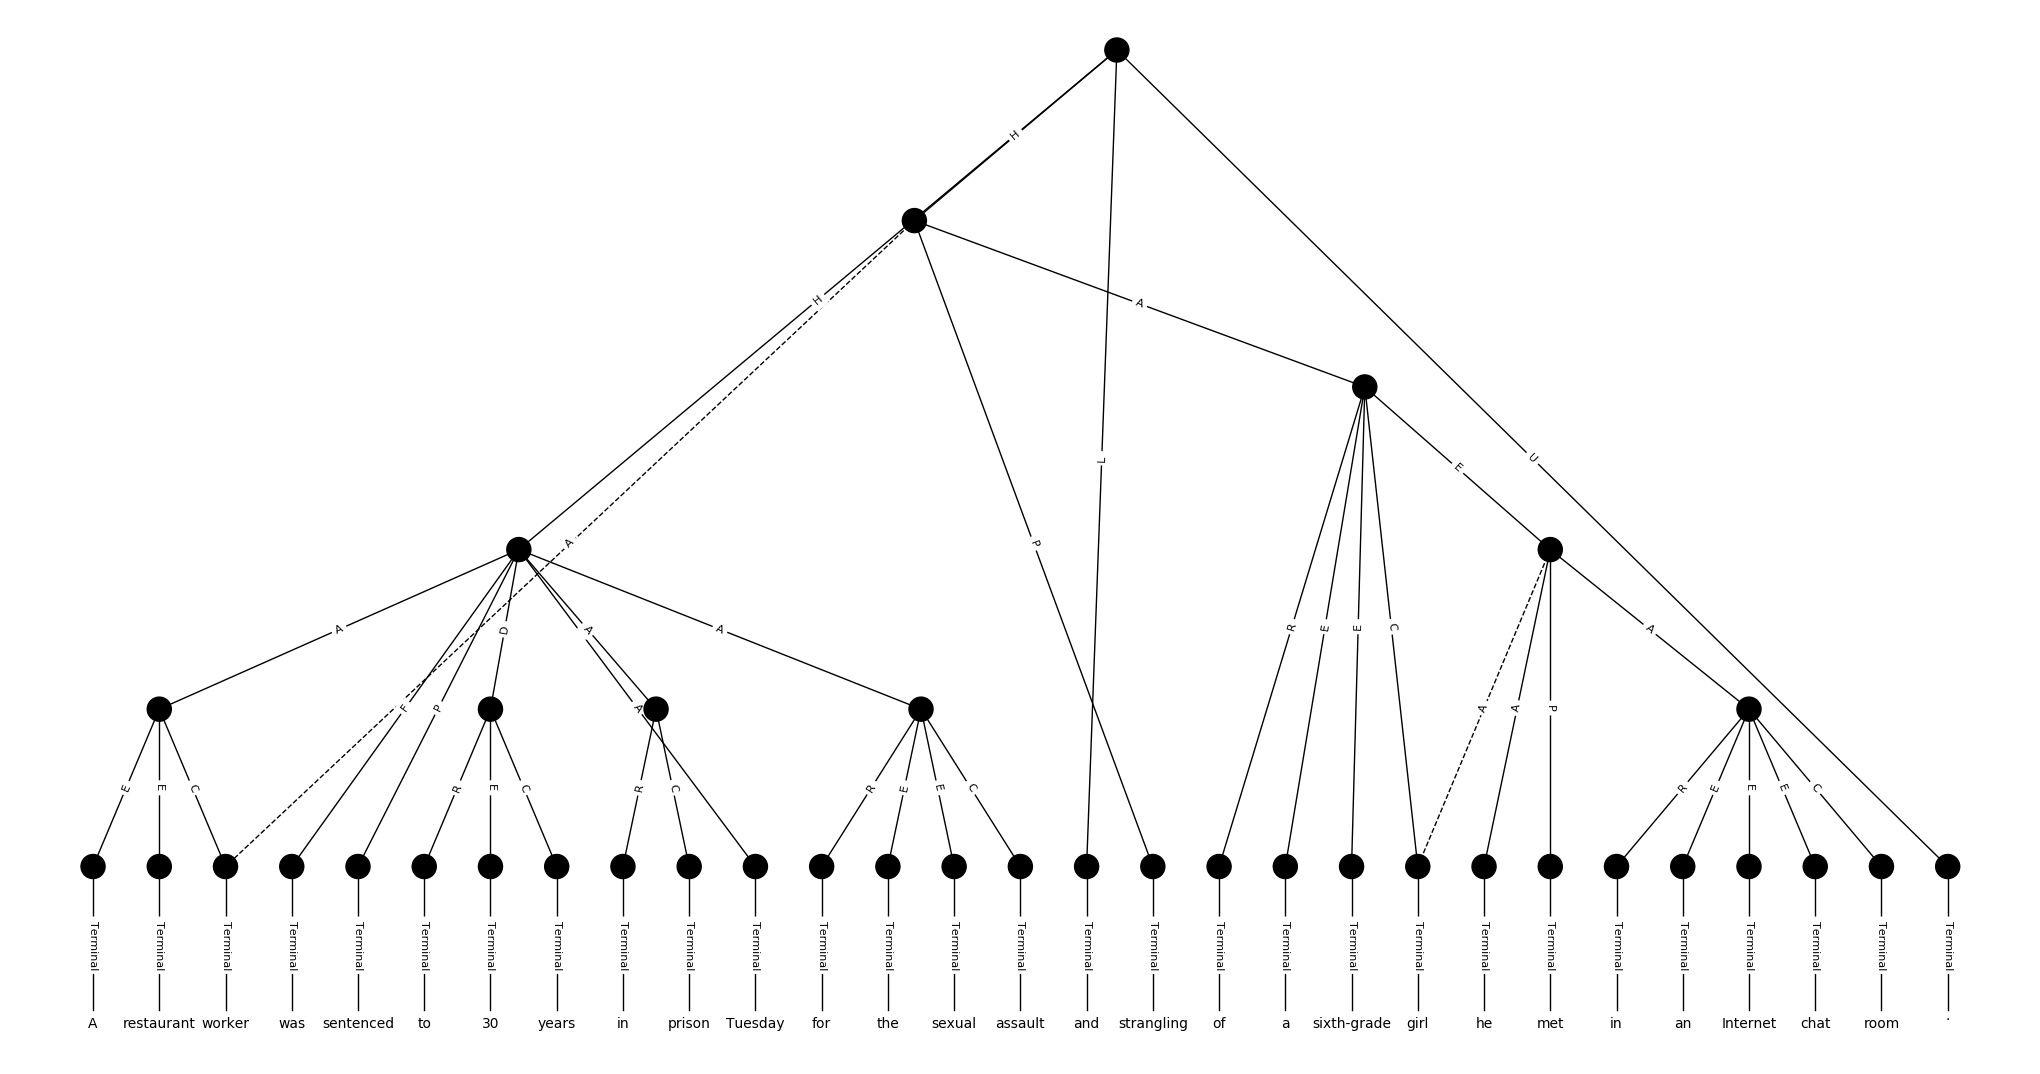 H
H
A
A
L
E
U
A
P
A
F
P
D
A
A
A
R
E
E
C
A
A
P
A
E
E
C
R
E
C
R
C
R
E
E
C
R
E
E
E
C
Terminal Terminal Terminal Terminal Terminal Terminal Terminal Terminal Terminal Terminal Terminal Terminal Terminal Terminal Terminal Terminal Terminal Terminal Terminal Terminal Terminal Terminal Terminal Terminal Terminal Terminal Terminal Terminal Terminal
A restaurant worker was sentenced to 30 years in prison Tuesday for the sexual assault and strangling of a sixth-grade girl he met in an Internet chat room .